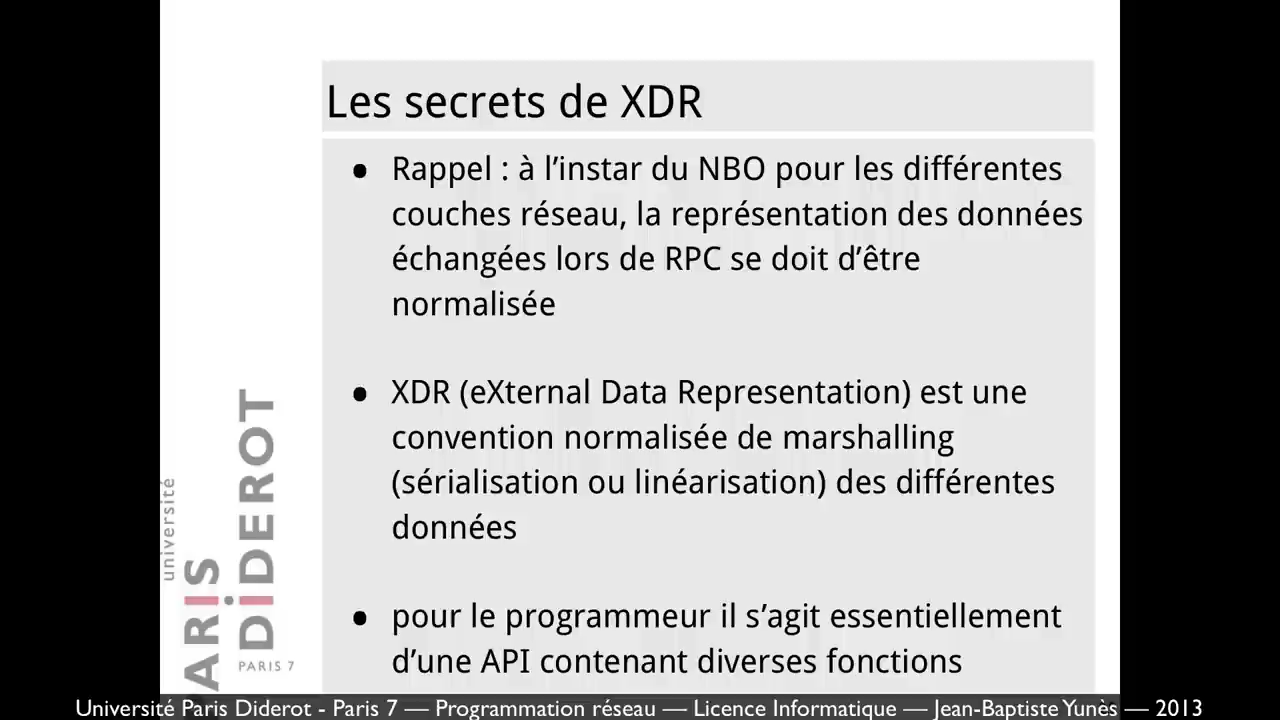 Les secrets de XDR
• Rappel : à l’instar du NBO pour les différentes
couches réseau, la représentation des données
échangées lors de RPC se doit d’être
normalisée
• XDR (eXternal Data Representation) est une
convention normalisée de marshalling
(sérialisation ou linéarisation) des différentes
données
• pour le programmeur il s’agit essentiellement
d’une API contenant diverses fonctions
université
PARIS
DiDEROT
PARIS 7
Université Paris Diderot - Paris 7 — Programmation réseau — Licence Informatique — Jean-Baptiste Yunès — 2013